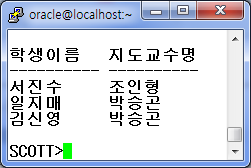 oracle@localhost:~
학생이름 지도교수명
---------- ----------
서진수 조인형
일지매 박승곤
김신영 박승곤
SCOTT>